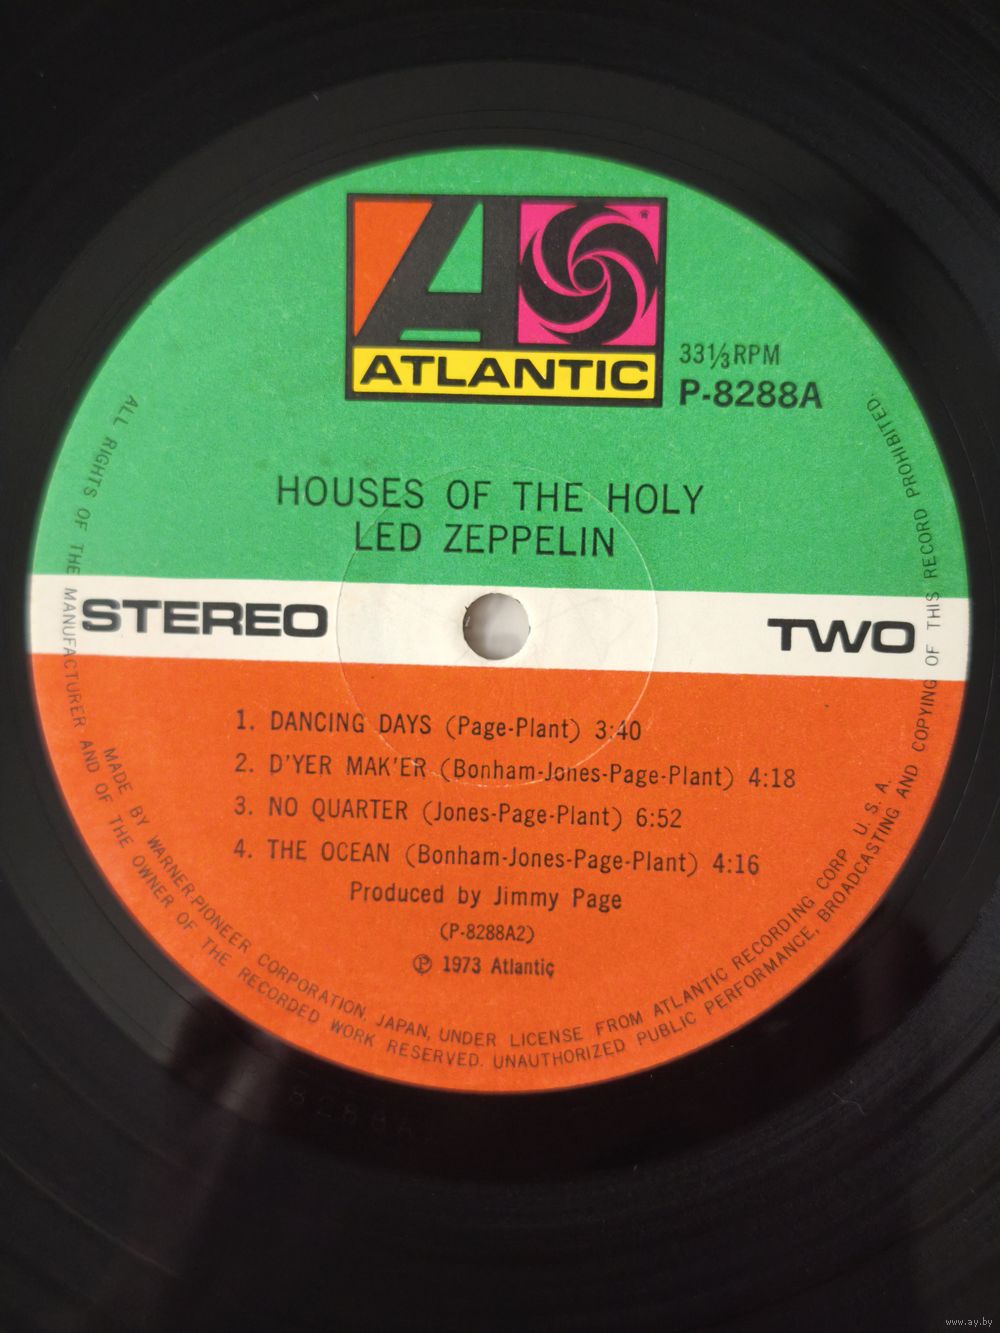 ATLANTIC
33⅓RPM
P-8288A
HOUSES OF THE HOLY
LED ZEPPELIN
STEREO
TWO
1. DANCING DAYS (Page-Plant) 3:40
2. D'YER MAK'ER (Bonham-Jones-Page-Plant) 4:18
3. NO QUARTER (Jones-Page-Plant) 6:52
4. THE OCEAN (Bonham-Jones-Page-Plant) 4:16
Produced by Jimmy Page
(P-8288A2)
Ⓟ 1973 Atlantic
MADE BY WARNER-PIONEER CORPORATION, JAPAN, UNDER LICENSE FROM ATLANTIC RECORDING CORP U. S. A.
ALL RIGHTS OF THE MANUFACTURER AND OF THE OWNER OF THE RECORDED WORK RESERVED. UNAUTHORIZED PUBLIC PERFORMANCE, BROADCASTING AND COPYING OF THIS RECORD PROHIBITED.
www.ay.by